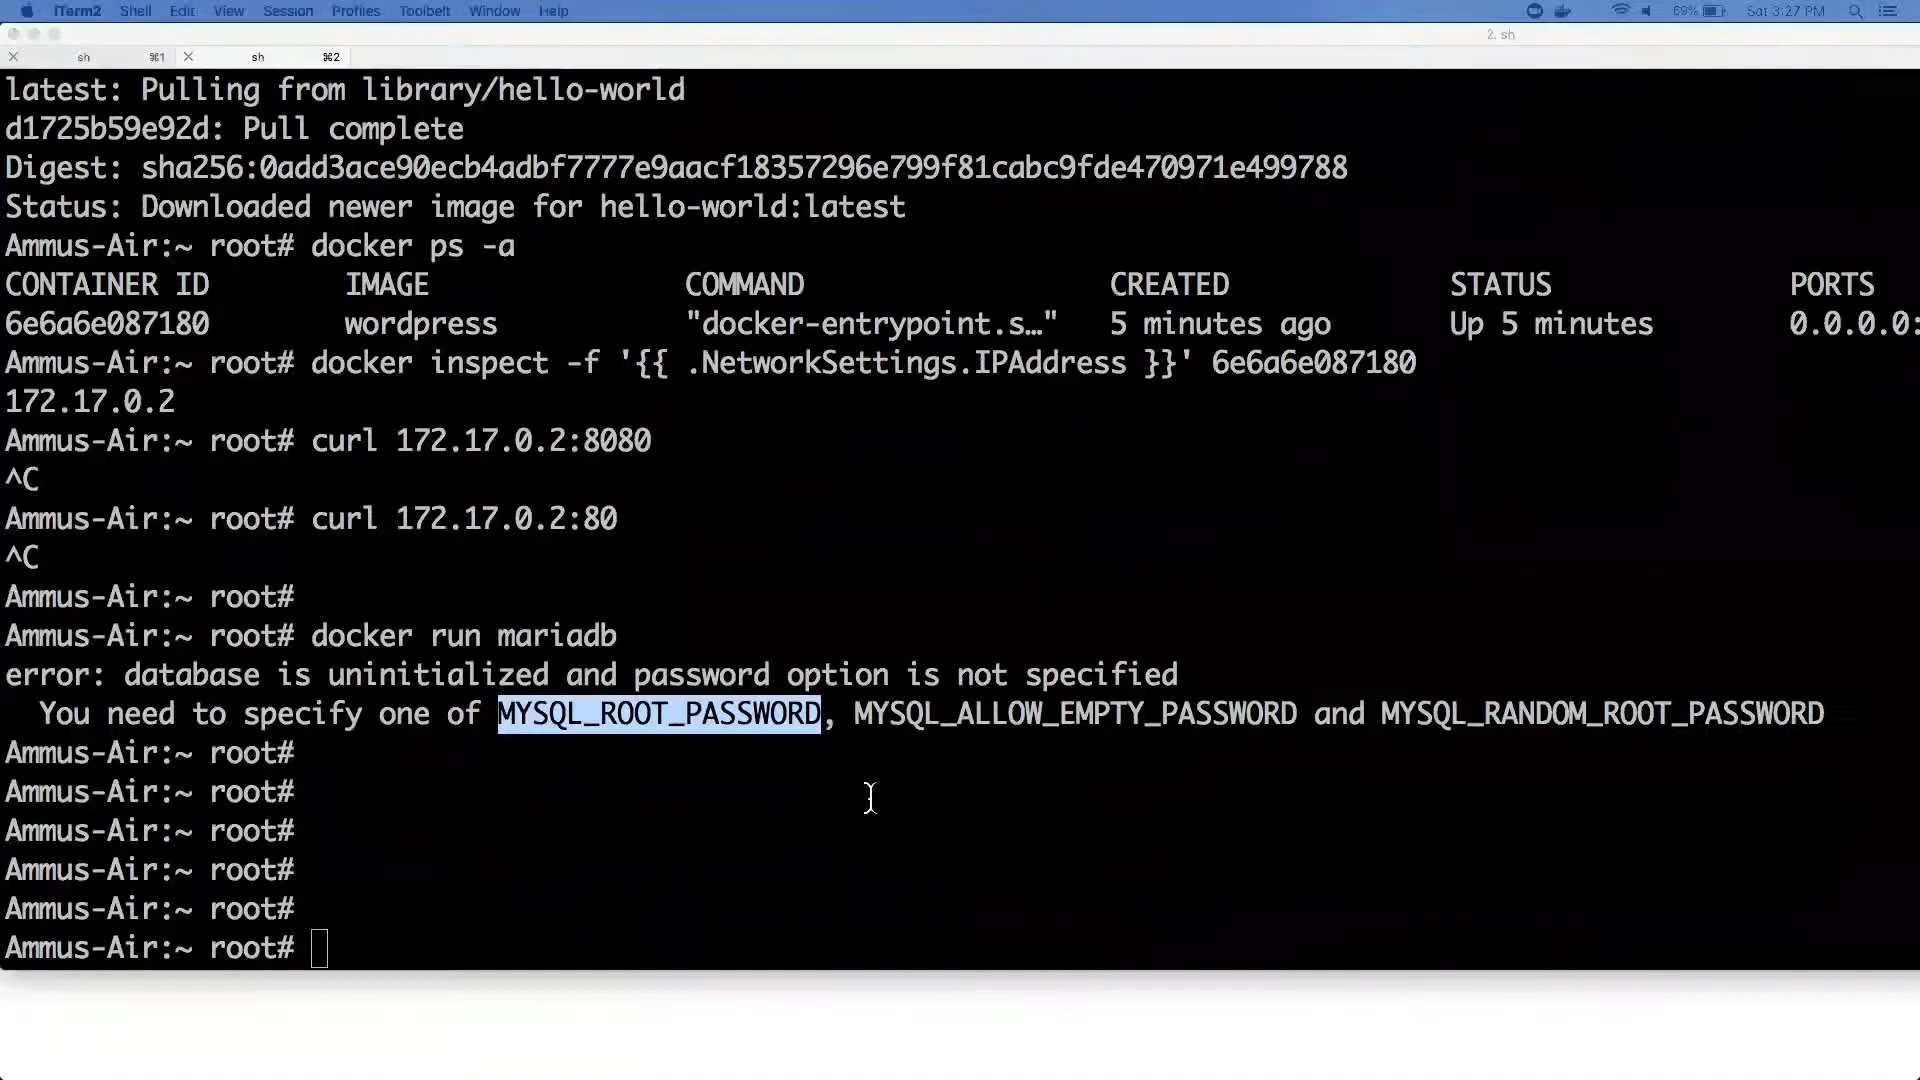 iTerm2 Shell Edit View Session Profiles Toolbelt Window Help 69% Sat 3:27 PM
2. sh
sh ⌘1 sh ⌘2
latest: Pulling from library/hello-world
d1725b59e92d: Pull complete
Digest: sha256:0add3ace90ecb4adbf7777e9aacf18357296e799f81cabc9fde470971e499788
Status: Downloaded newer image for hello-world:latest
Ammus-Air:~ root# docker ps -a
CONTAINER ID IMAGE COMMAND CREATED STATUS PORTS
6e6a6e087180 wordpress "docker-entrypoint.s…" 5 minutes ago Up 5 minutes 0.0.0.0:
Ammus-Air:~ root# docker inspect -f '{{ .NetworkSettings.IPAddress }}' 6e6a6e087180
172.17.0.2
Ammus-Air:~ root# curl 172.17.0.2:8080
^C
Ammus-Air:~ root# curl 172.17.0.2:80
^C
Ammus-Air:~ root#
Ammus-Air:~ root# docker run mariadb
error: database is uninitialized and password option is not specified
You need to specify one of MYSQL_ROOT_PASSWORD, MYSQL_ALLOW_EMPTY_PASSWORD and MYSQL_RANDOM_ROOT_PASSWORD
Ammus-Air:~ root#
Ammus-Air:~ root#
Ammus-Air:~ root#
Ammus-Air:~ root#
Ammus-Air:~ root#
Ammus-Air:~ root#